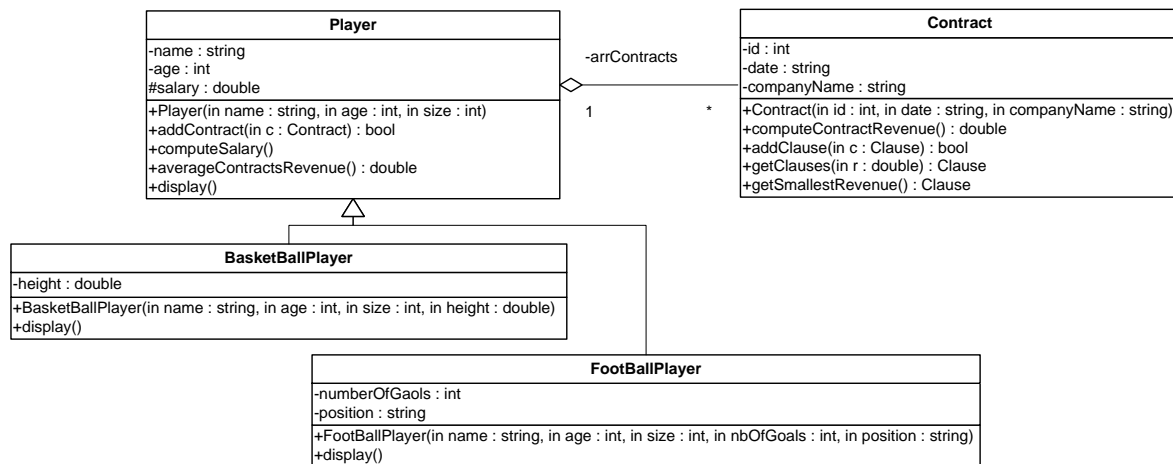 Player
-name : string
-age : int
#salary : double
+Player(in name : string, in age : int, in size : int)
+addContract(in c : Contract) : bool
+computeSalary()
+averageContractsRevenue() : double
+display()
-arrContracts
1
*
Contract
-id : int
-date : string
-companyName : string
+Contract(in id : int, in date : string, in companyName : string)
+computeContractRevenue() : double
+addClause(in c : Clause) : bool
+getClauses(in r : double) : Clause
+getSmallestRevenue() : Clause
BasketBallPlayer
-height : double
+BasketBallPlayer(in name : string, in age : int, in size : int, in height : double)
+display()
FootBallPlayer
-numberOfGaols : int
-position : string
+FootBallPlayer(in name : string, in age : int, in size : int, in nbOfGoals : int, in position : string)
+display()